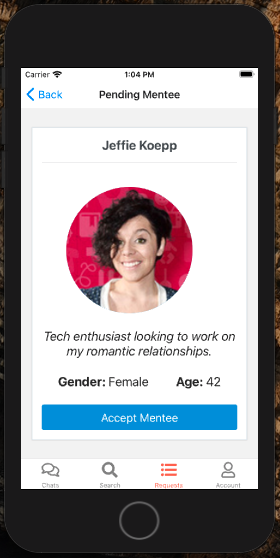 Carrier 1:04 PM
Back Pending Mentee
Jeffie Koepp
Tech enthusiast looking to work on
my romantic relationships.
Gender: Female Age: 42
Accept Mentee
Chats Search Requests Account